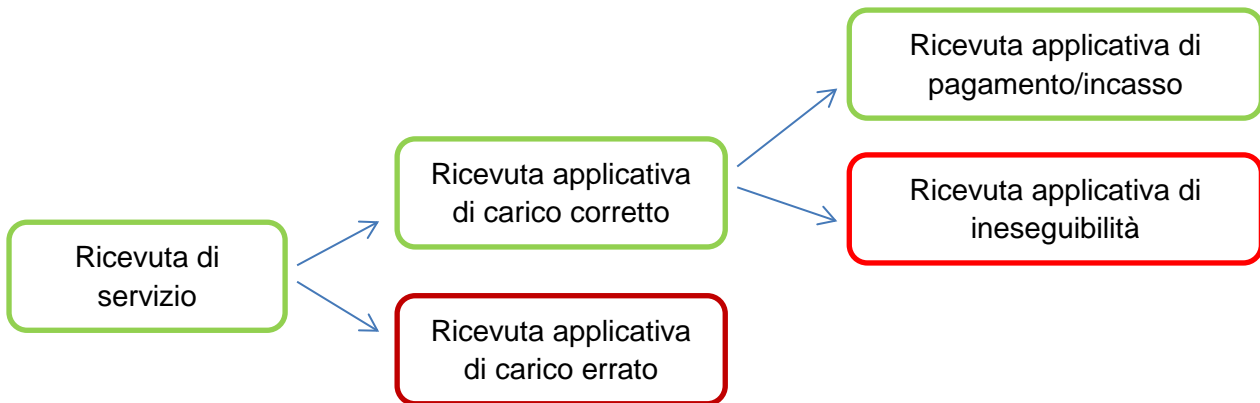 Ricevuta di
servizio
Ricevuta applicativa
di carico corretto
Ricevuta applicativa
di carico errato
Ricevuta applicativa di
pagamento/incasso
Ricevuta applicativa di
ineseguibilità